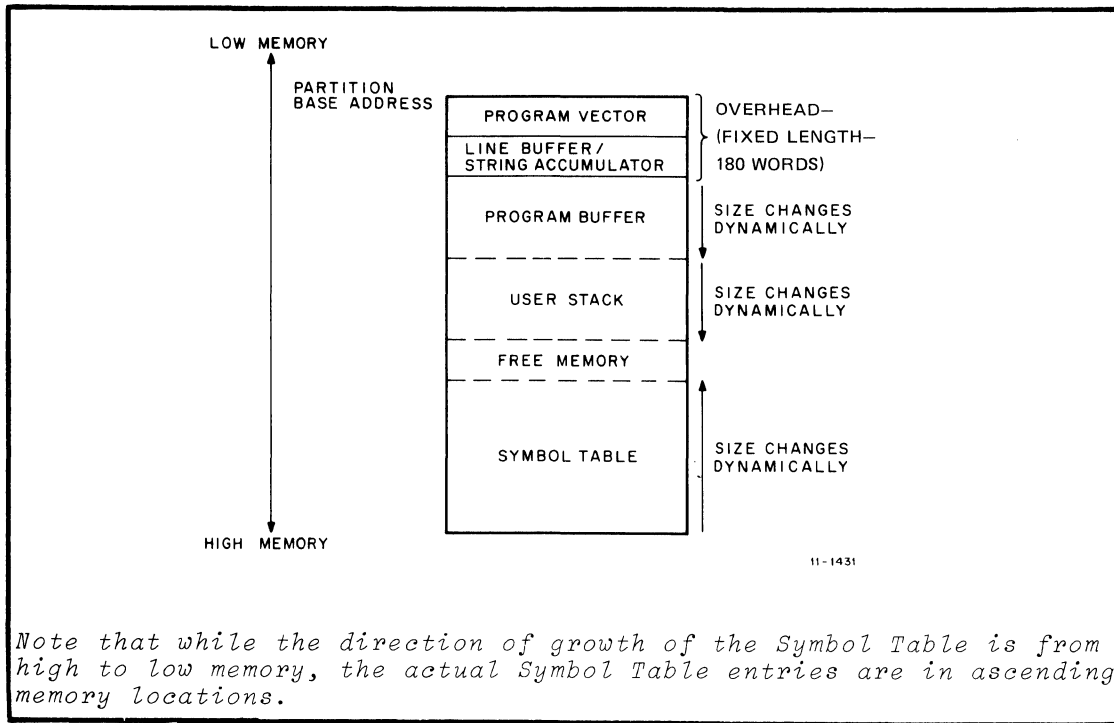 LOW MEMORY
PARTITION
BASE ADDRESS
PROGRAM VECTOR
LINE BUFFER/
STRING ACCUMULATOR
OVERHEAD—
(FIXED LENGTH—
180 WORDS)
PROGRAM BUFFER
SIZE CHANGES
DYNAMICALLY
USER STACK
SIZE CHANGES
DYNAMICALLY
FREE MEMORY
SYMBOL TABLE
SIZE CHANGES
DYNAMICALLY
HIGH MEMORY
11-1431
Note that while the direction of growth of the Symbol Table is from
high to low memory, the actual Symbol Table entries are in ascending
memory locations.